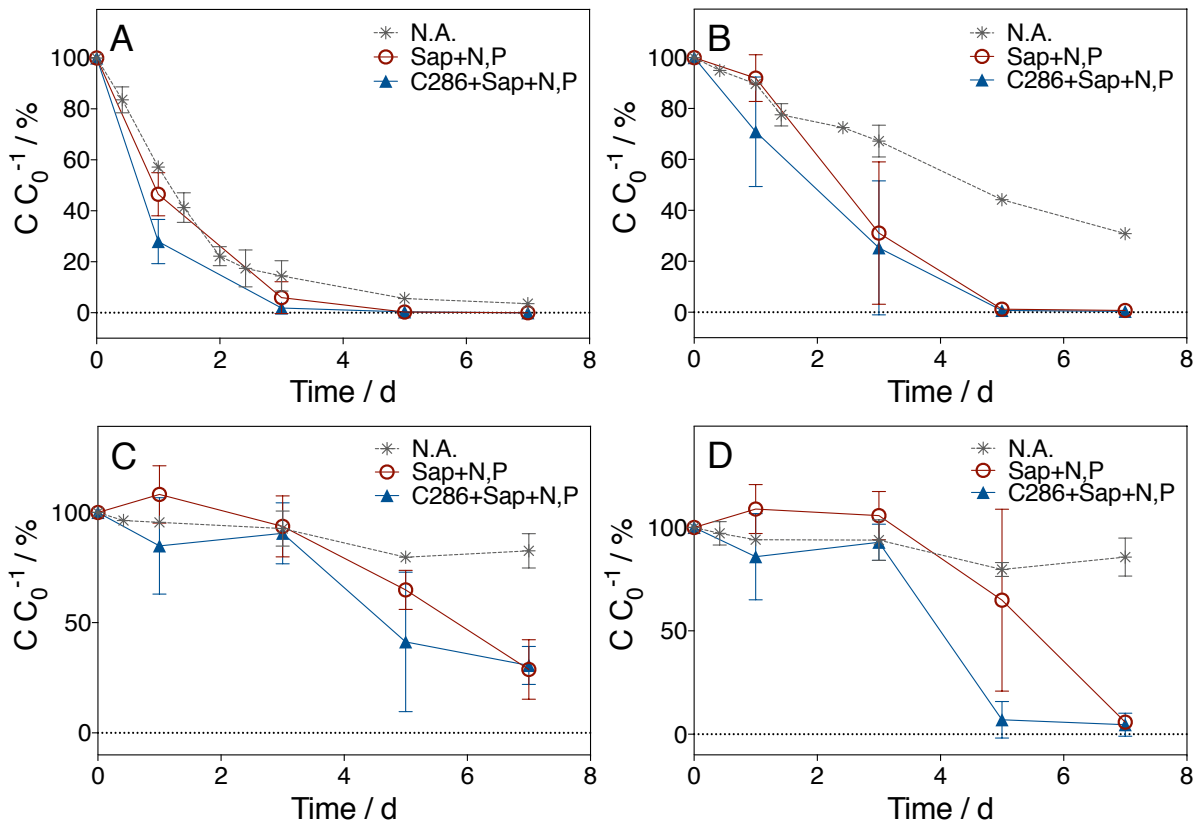 A
N.A.
Sap+N,P
C286+Sap+N,P
100
80
60
40
20
0
C C₀⁻¹ / %
0 2 4 6 8
Time / d
B
N.A.
Sap+N,P
C286+Sap+N,P
100
80
60
40
20
0
C C₀⁻¹ / %
0 2 4 6 8
Time / d
C
N.A.
Sap+N,P
C286+Sap+N,P
100
50
0
C C₀⁻¹ / %
0 2 4 6 8
Time / d
D
N.A.
Sap+N,P
C286+Sap+N,P
100
50
0
C C₀⁻¹ / %
0 2 4 6 8
Time / d